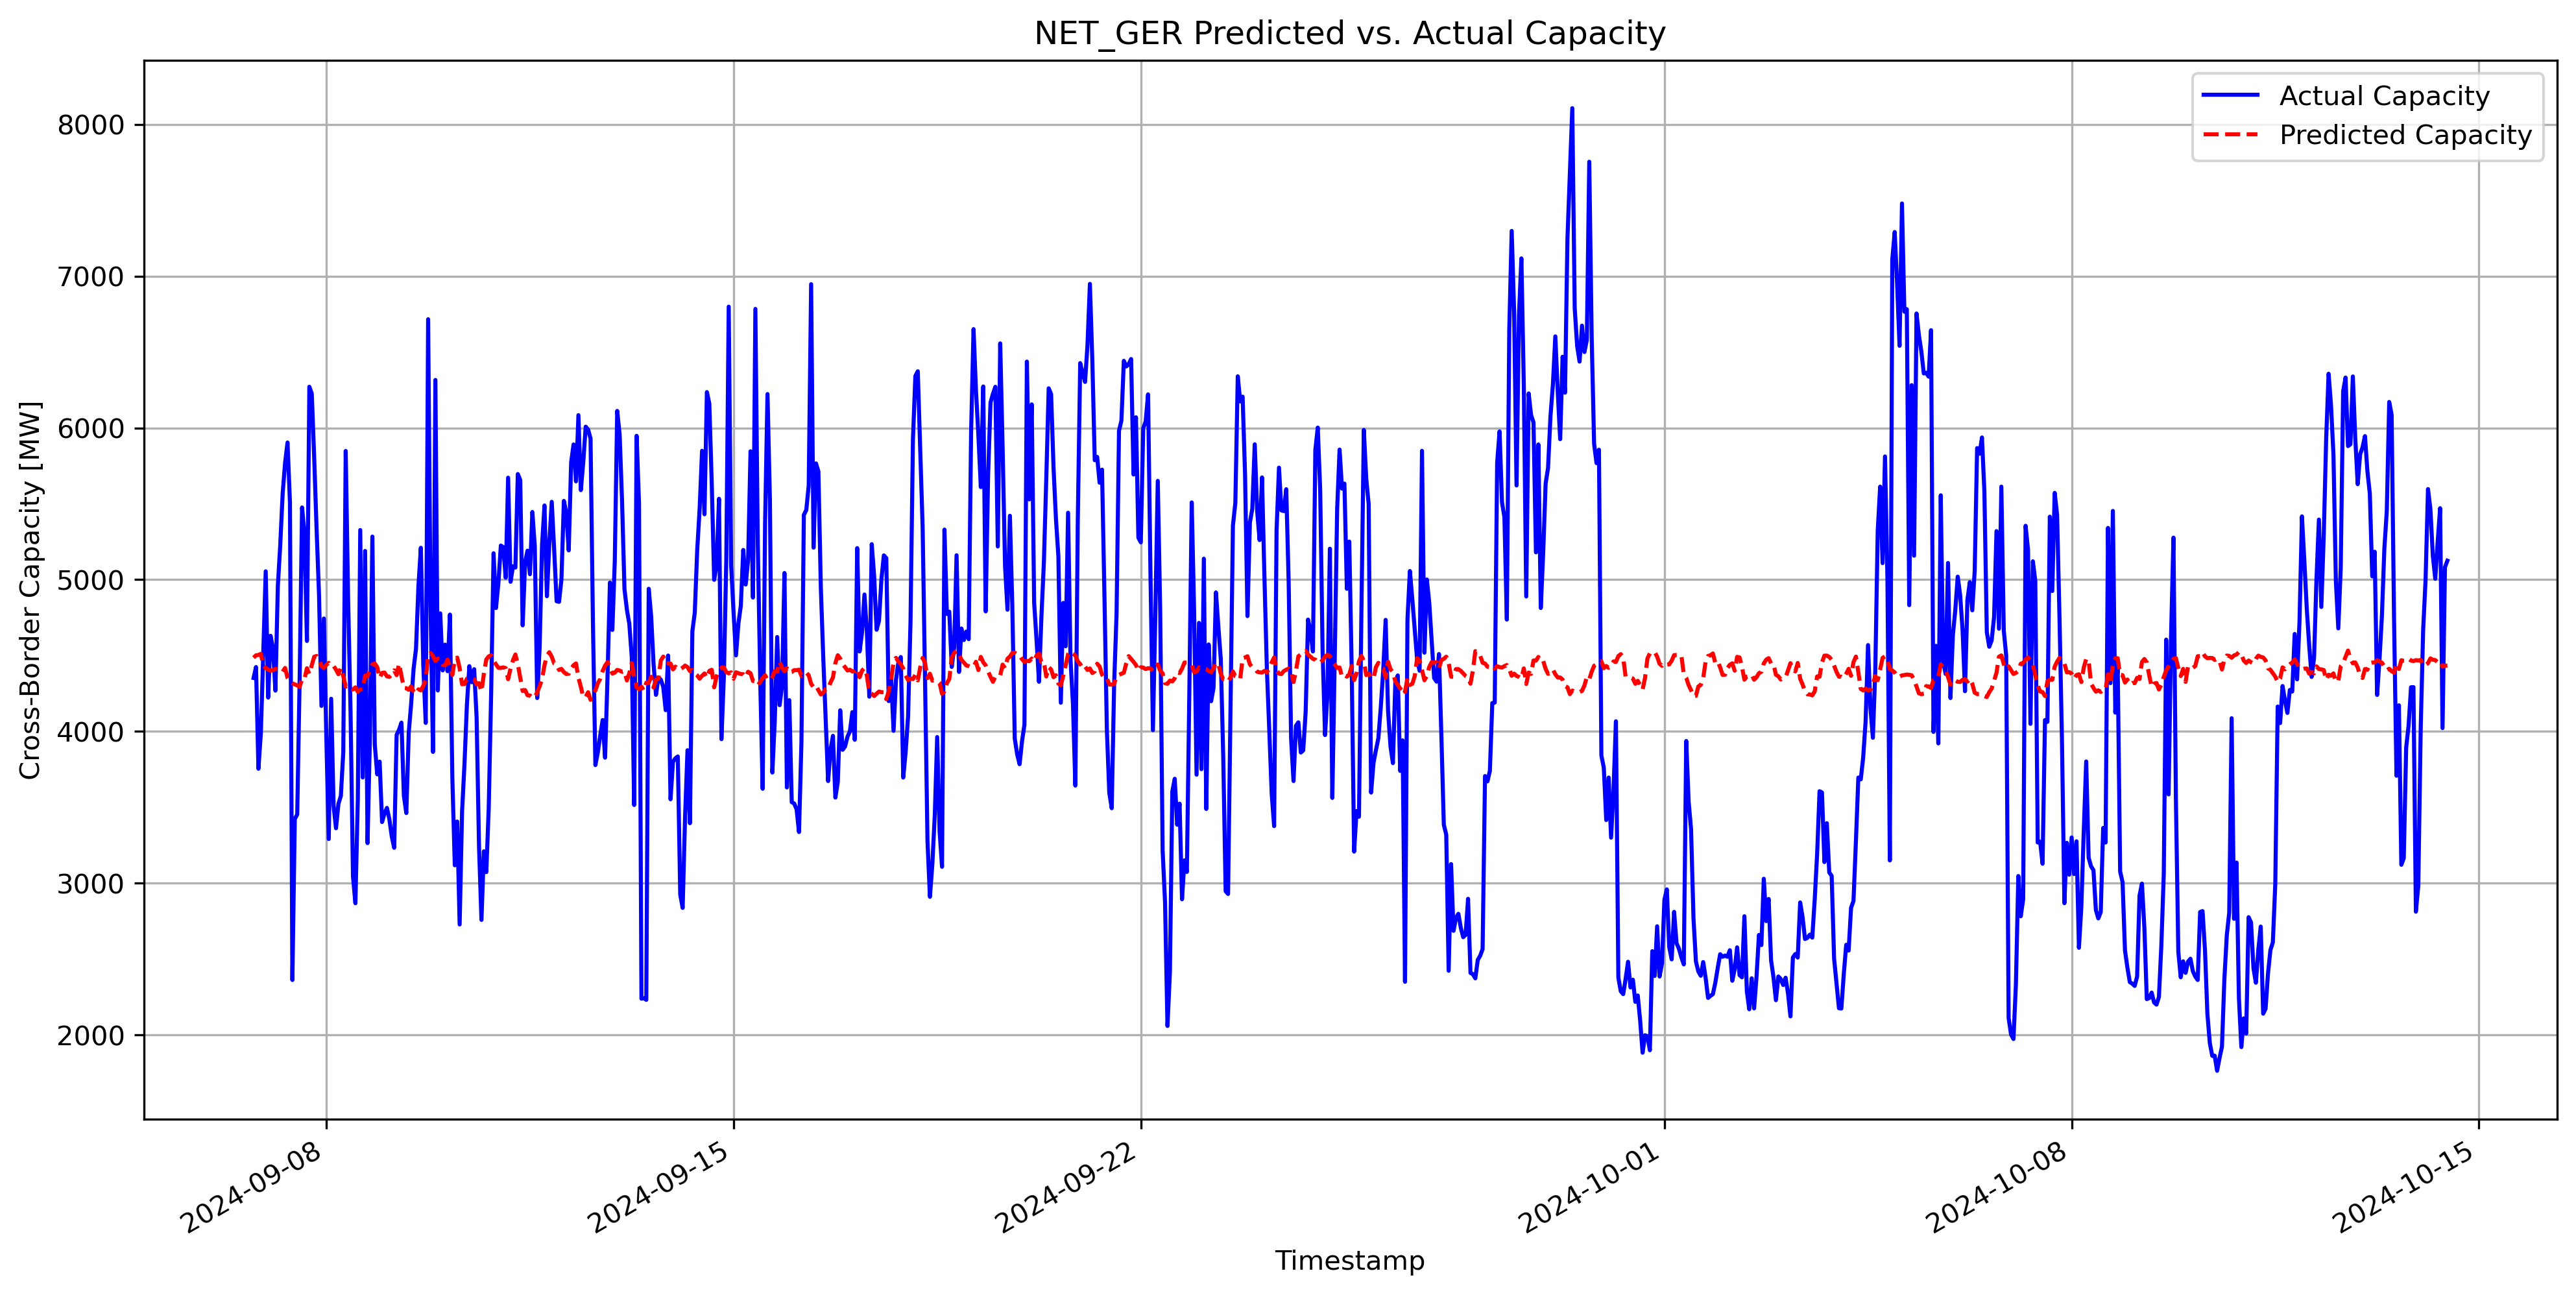 NET_GER Predicted vs. Actual Capacity
Actual Capacity
Predicted Capacity
Cross-Border Capacity [MW]
8000
7000
6000
5000
4000
3000
2000
2024-09-08
2024-09-15
2024-09-22
2024-10-01
2024-10-08
2024-10-15
Timestamp